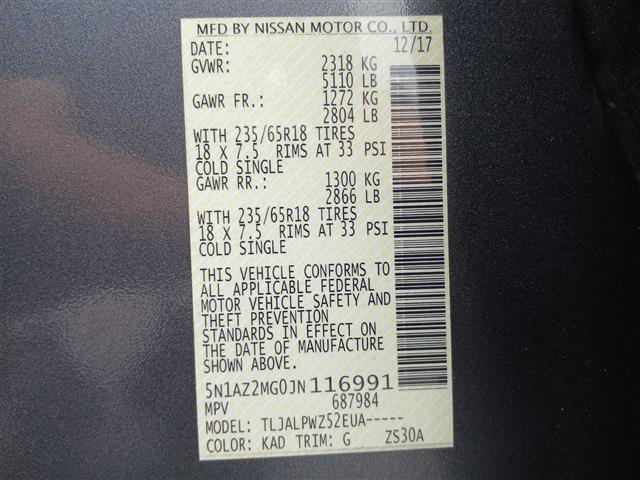 MFD BY NISSAN MOTOR CO., LTD.
DATE: 12/17
GVWR: 2318 KG
5110 LB
GAWR FR.: 1272 KG
2804 LB
WITH 235/65R18 TIRES
18 X 7.5 RIMS AT 33 PSI
COLD SINGLE
GAWR RR.: 1300 KG
2866 LB
WITH 235/65R18 TIRES
18 X 7.5 RIMS AT 33 PSI
COLD SINGLE
THIS VEHICLE CONFORMS TO
ALL APPLICABLE FEDERAL
MOTOR VEHICLE SAFETY AND
THEFT PREVENTION
STANDARDS IN EFFECT ON
THE DATE OF MANUFACTURE
SHOWN ABOVE.
5N1AZ2MG0JN116991
MPV 687984
MODEL: TLJALPWZ52EUA-----
COLOR: KAD TRIM: G ZS30A